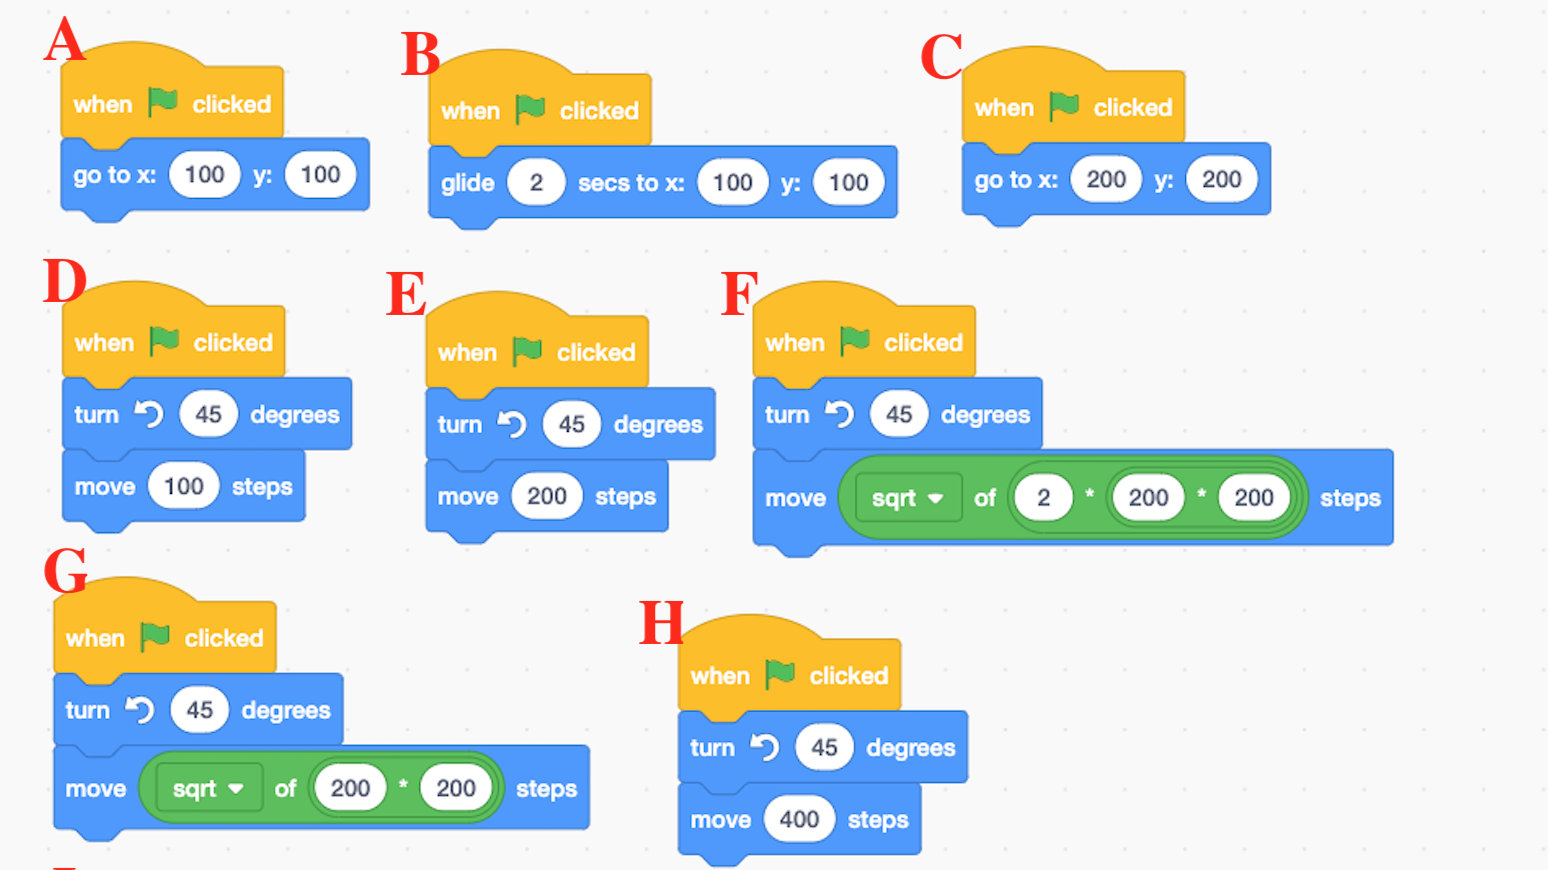 A
when clicked
go to x: 100 y: 100
B
when clicked
glide 2 secs to x: 100 y: 100
C
when clicked
go to x: 200 y: 200
D
when clicked
turn 45 degrees
move 100 steps
E
when clicked
turn 45 degrees
move 200 steps
F
when clicked
turn 45 degrees
move sqrt of 2 * 200 * 200 steps
G
when clicked
turn 45 degrees
move sqrt of 200 * 200 steps
H
when clicked
turn 45 degrees
move 400 steps